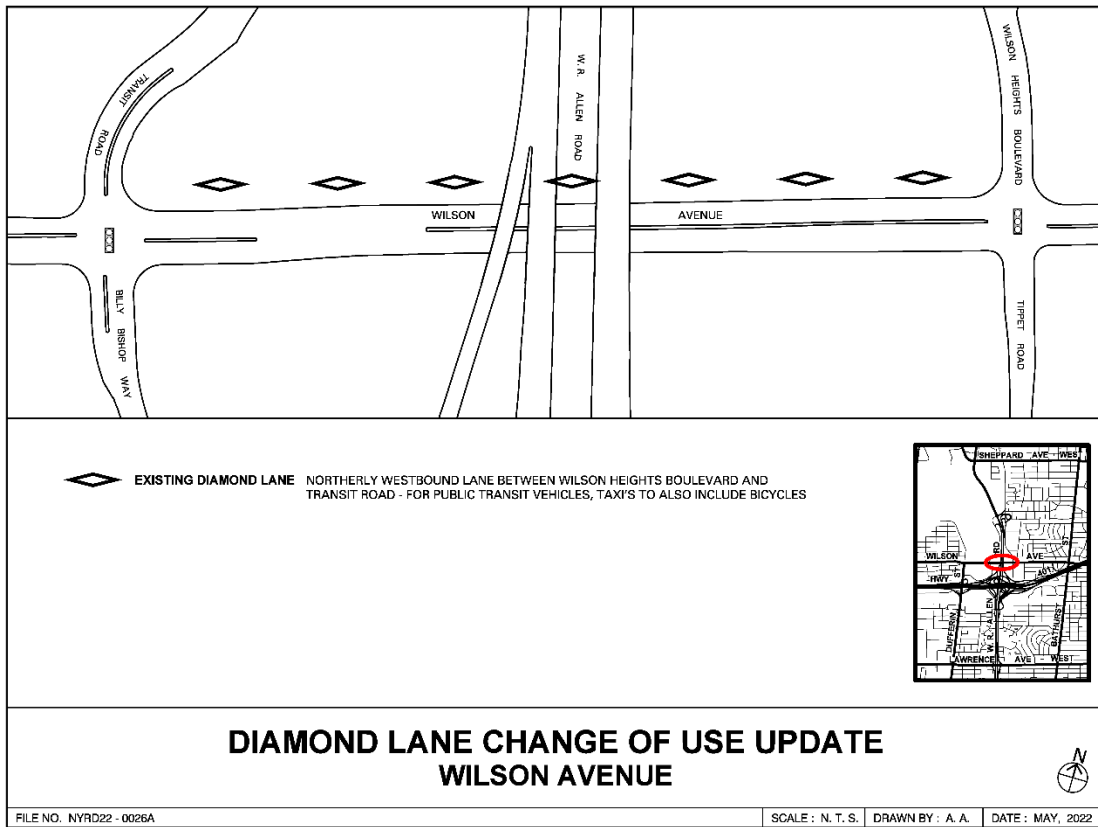 TRANSIT
ROAD
W. R. ALLEN ROAD
WILSON HEIGHTS BOULEVARD
WILSON AVENUE
BILLY BISHOP WAY
TIPPET ROAD
EXISTING DIAMOND LANE NORTHERLY WESTBOUND LANE BETWEEN WILSON HEIGHTS BOULEVARD AND
TRANSIT ROAD - FOR PUBLIC TRANSIT VEHICLES, TAXI'S TO ALSO INCLUDE BICYCLES
SHEPPARD AVE WEST
RD
ST
WILSON AVE
HWY 401
ST
DUFFERIN
W. R. ALLEN
BATHURST
LAWRENCE AVE WEST
DIAMOND LANE CHANGE OF USE UPDATE
WILSON AVENUE
N
FILE NO. NYRD22 - 0026A SCALE : N. T. S. DRAWN BY : A. A. DATE : MAY, 2022